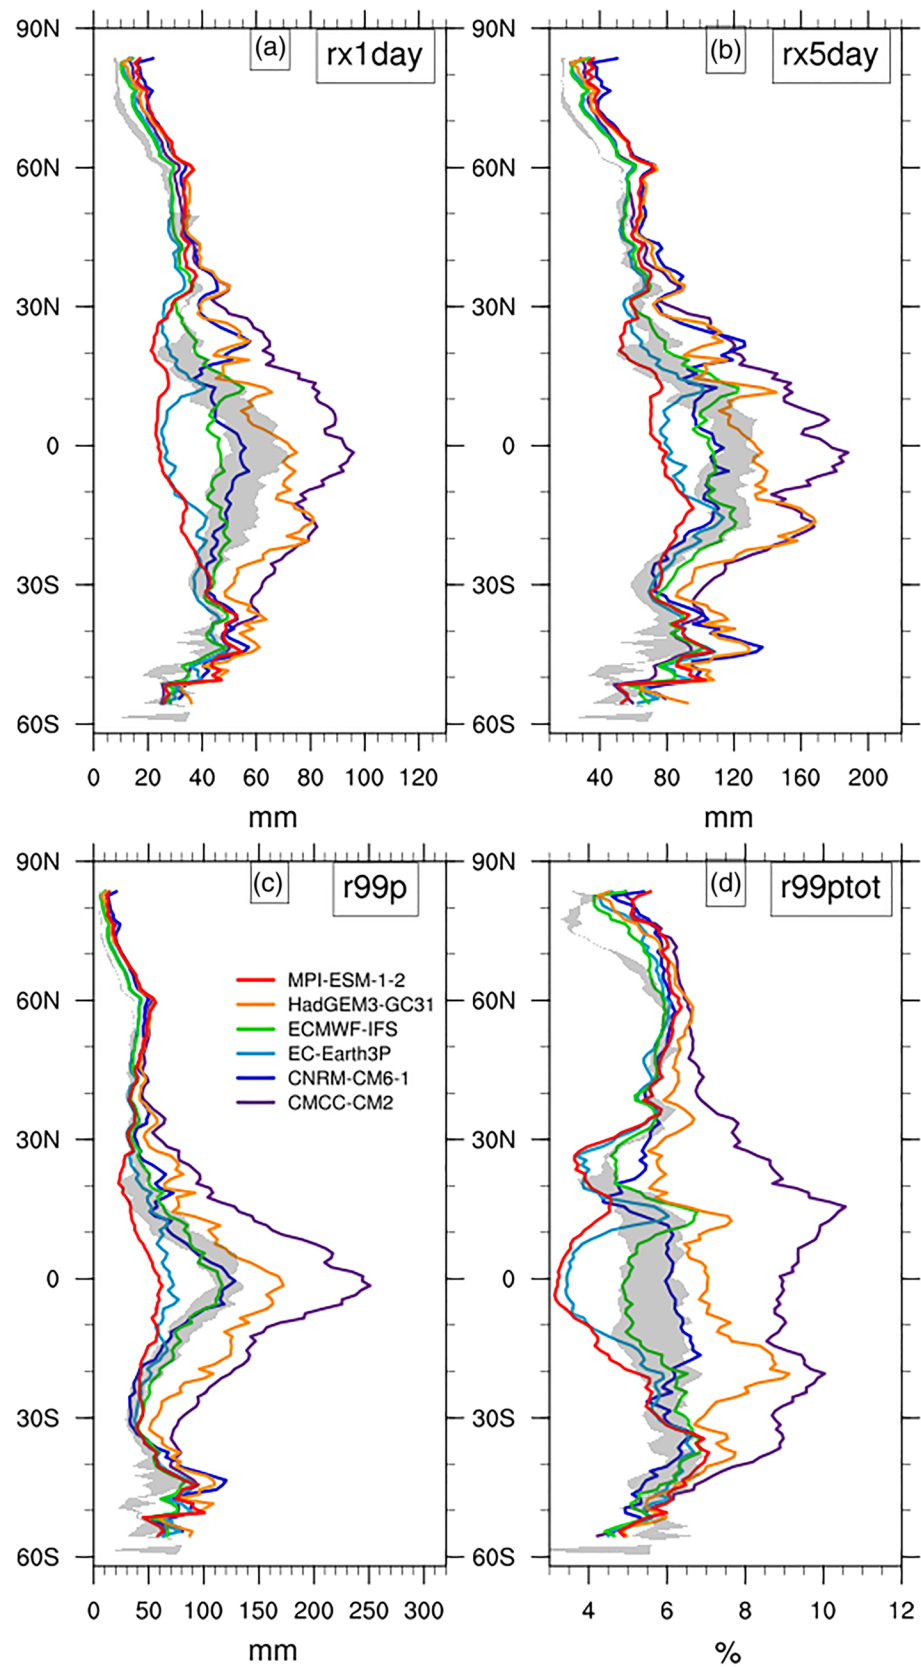 (a) rx1day
90N
60N
30N
0
30S
60S
0 20 40 60 80 100 120
mm
(b) rx5day
90N
60N
30N
0
30S
60S
40 80 120 160 200
mm
(c) r99p
90N
60N
30N
0
30S
60S
MPI-ESM-1-2
HadGEM3-GC31
ECMWF-IFS
EC-Earth3P
CNRM-CM6-1
CMCC-CM2
0 50 100 150 200 250 300
mm
(d) r99ptot
90N
60N
30N
0
30S
60S
4 6 8 10 12
%